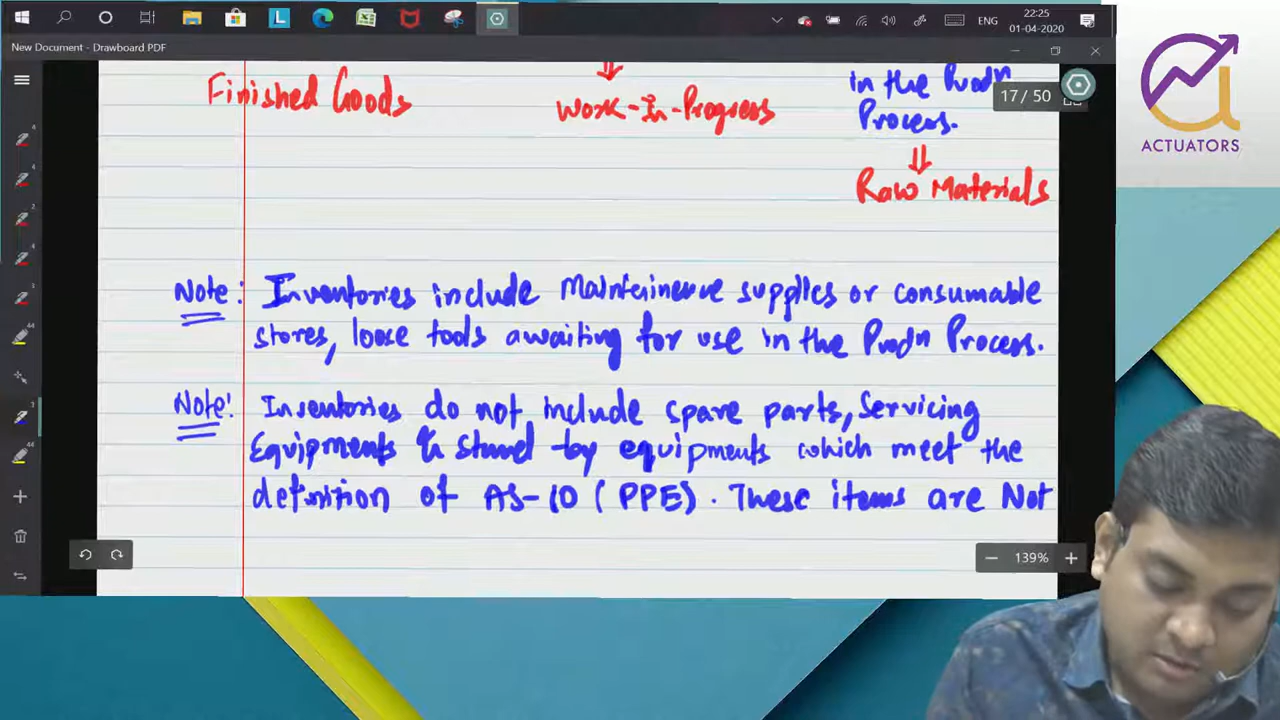 22:25
ENG
01-04-2020
New Document - Drawboard PDF
17 / 50
ACTUATORS
Finished Goods
Work-In-Progress
in the Prodn
Process.
Raw Materials
Note: Inventories include Maintainence supplies or consumable
stores, loose tools awaiting for use in the Prodn Process.
Note: Inventories do not include spare parts, Servicing
Equipments & stand by equipments which meet the
definition of AS-10 (PPE). These items are Not
139%